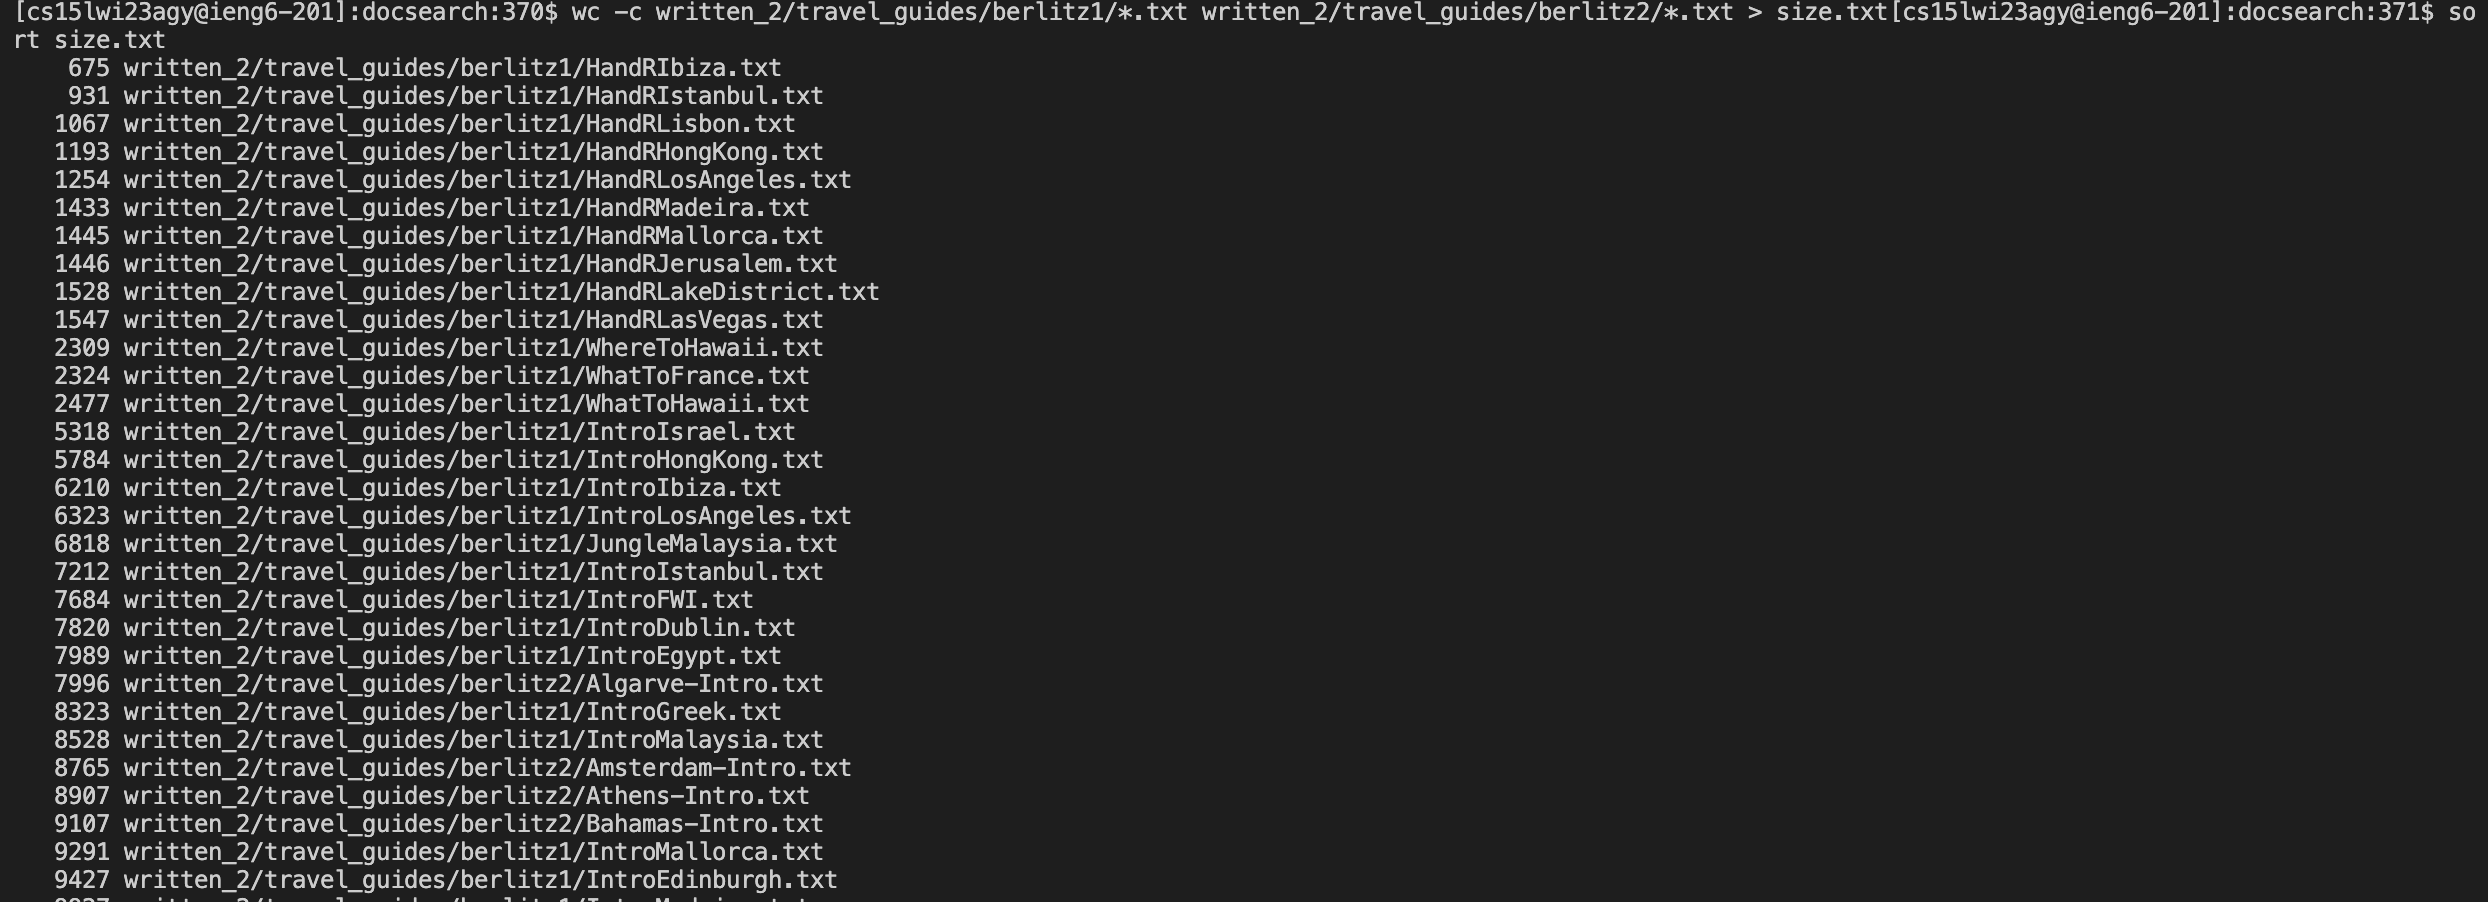 [cs15lwi23agy@ieng6-201]:docsearch:370$ wc -c written_2/travel_guides/berlitz1/*.txt written_2/travel_guides/berlitz2/*.txt > size.txt[cs15lwi23agy@ieng6-201]:docsearch:371$ so
rt size.txt
675 written_2/travel_guides/berlitz1/HandRIbiza.txt
931 written_2/travel_guides/berlitz1/HandRIstanbul.txt
1067 written_2/travel_guides/berlitz1/HandRLisbon.txt
1193 written_2/travel_guides/berlitz1/HandRHongKong.txt
1254 written_2/travel_guides/berlitz1/HandRLosAngeles.txt
1433 written_2/travel_guides/berlitz1/HandRMadeira.txt
1445 written_2/travel_guides/berlitz1/HandRMallorca.txt
1446 written_2/travel_guides/berlitz1/HandRJerusalem.txt
1528 written_2/travel_guides/berlitz1/HandRLakeDistrict.txt
1547 written_2/travel_guides/berlitz1/HandRLasVegas.txt
2309 written_2/travel_guides/berlitz1/WhereToHawaii.txt
2324 written_2/travel_guides/berlitz1/WhatToFrance.txt
2477 written_2/travel_guides/berlitz1/WhatToHawaii.txt
5318 written_2/travel_guides/berlitz1/IntroIsrael.txt
5784 written_2/travel_guides/berlitz1/IntroHongKong.txt
6210 written_2/travel_guides/berlitz1/IntroIbiza.txt
6323 written_2/travel_guides/berlitz1/IntroLosAngeles.txt
6818 written_2/travel_guides/berlitz1/JungleMalaysia.txt
7212 written_2/travel_guides/berlitz1/IntroIstanbul.txt
7684 written_2/travel_guides/berlitz1/IntroFWI.txt
7820 written_2/travel_guides/berlitz1/IntroDublin.txt
7989 written_2/travel_guides/berlitz1/IntroEgypt.txt
7996 written_2/travel_guides/berlitz2/Algarve-Intro.txt
8323 written_2/travel_guides/berlitz1/IntroGreek.txt
8528 written_2/travel_guides/berlitz1/IntroMalaysia.txt
8765 written_2/travel_guides/berlitz2/Amsterdam-Intro.txt
8907 written_2/travel_guides/berlitz2/Athens-Intro.txt
9107 written_2/travel_guides/berlitz2/Bahamas-Intro.txt
9291 written_2/travel_guides/berlitz1/IntroMallorca.txt
9427 written_2/travel_guides/berlitz1/IntroEdinburgh.txt